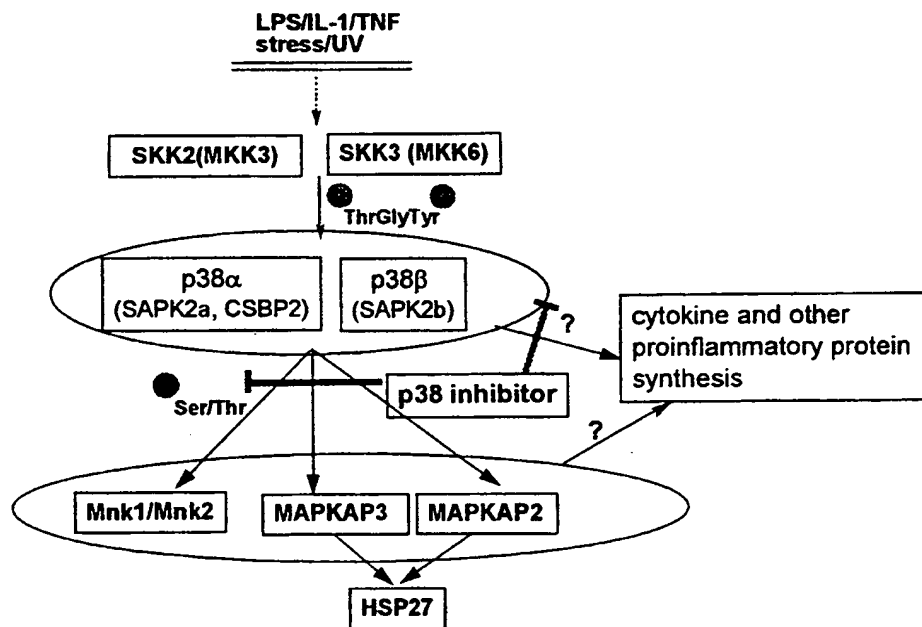 LPS/IL-1/TNF
stress/UV
SKK2(MKK3)
SKK3 (MKK6)
ThrGlyTyr
p38α
(SAPK2a, CSBP2)
p38β
(SAPK2b)
?
cytokine and other
proinflammatory protein
synthesis
p38 inhibitor
Ser/Thr
?
Mnk1/Mnk2
MAPKAP3
MAPKAP2
HSP27